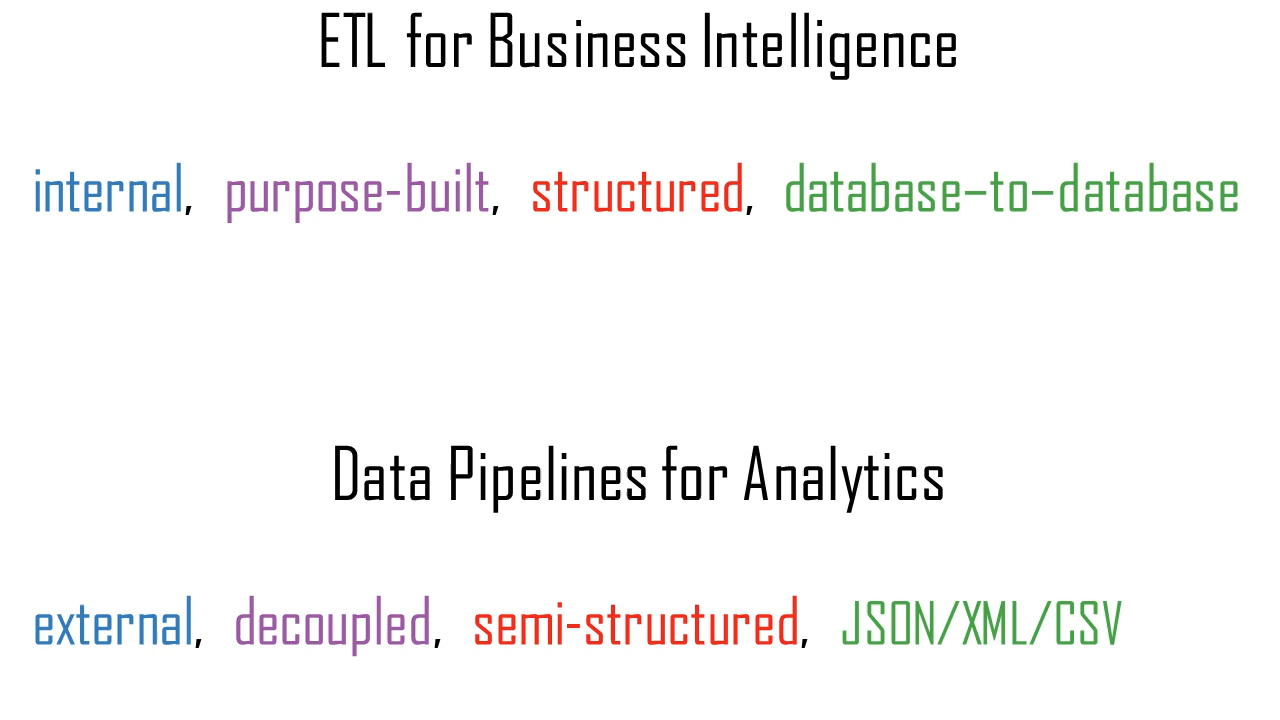 ETL for Business Intelligence
internal, purpose-built, structured, database–to–database
Data Pipelines for Analytics
external, decoupled, semi-structured, JSON/XML/CSV